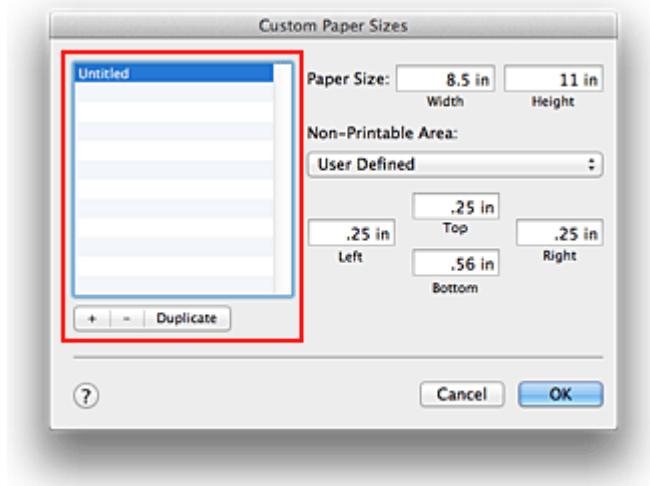 Custom Paper Sizes
Untitled
+ - Duplicate
Paper Size: 8.5 in 11 in
Width Height
Non-Printable Area:
User Defined
.25 in
Top
.25 in .25 in
Left Right
.56 in
Bottom
? Cancel OK